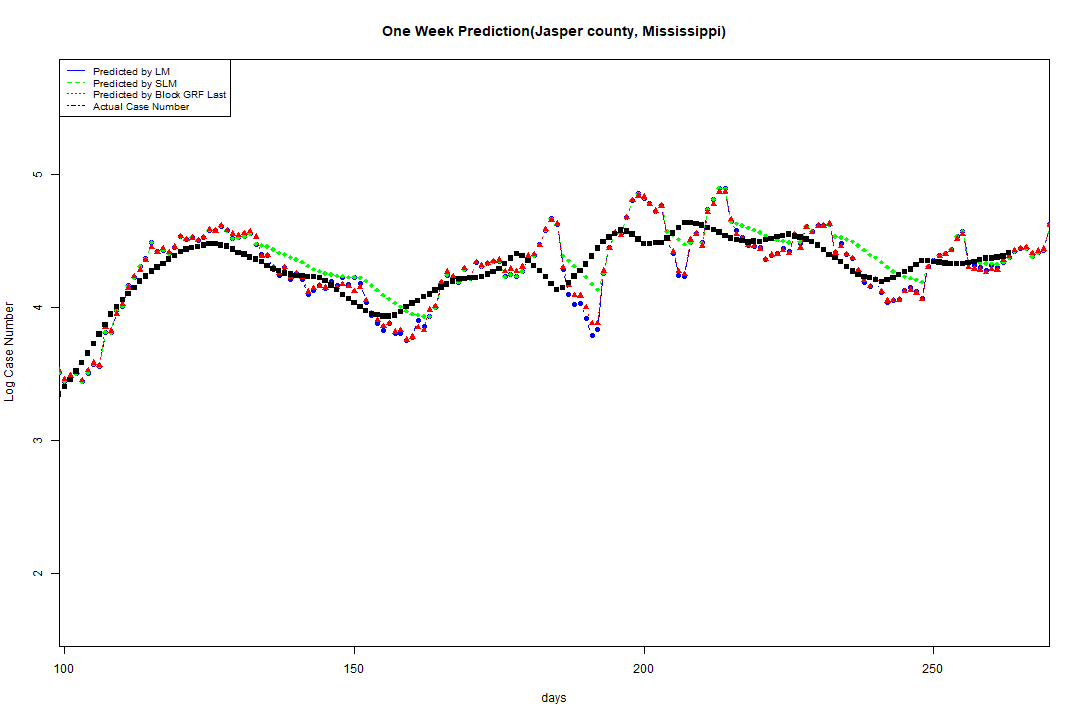 One Week Prediction(Jasper county, Mississippi)
Predicted by LM
Predicted by SLM
Predicted by Block GRF Last
Actual Case Number
5
4
3
2
Log Case Number
100 150 200 250
days